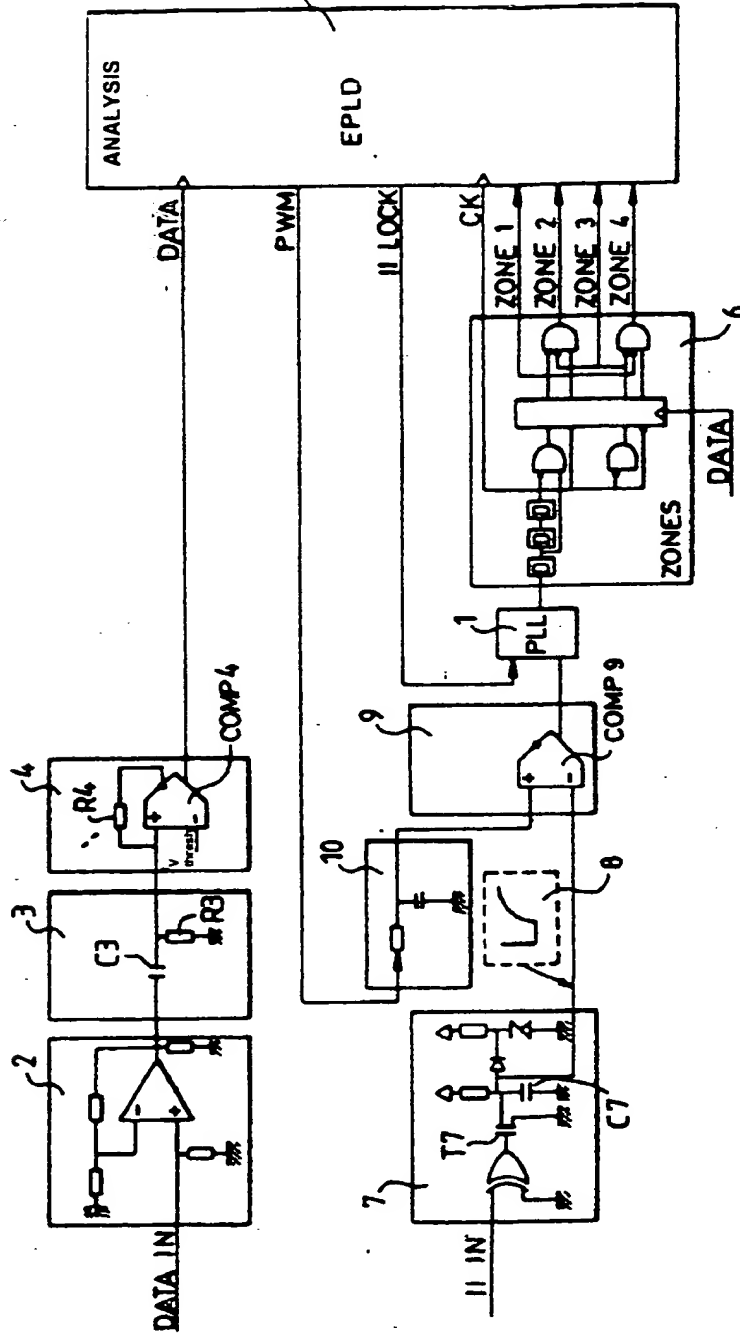 ANALYSIS
EPLD
DATA
PWM
II LOCK
CK
ZONE 1
ZONE 2
ZONE 3
ZONE 4
2
3
4
C3
R3
R4
V
thresh
COMP 4
DATA IN
7
T7
C7
II IN
8
10
9
COMP 9
1
PLL
ZONES
6
DATA
+
-
+
-
+
-